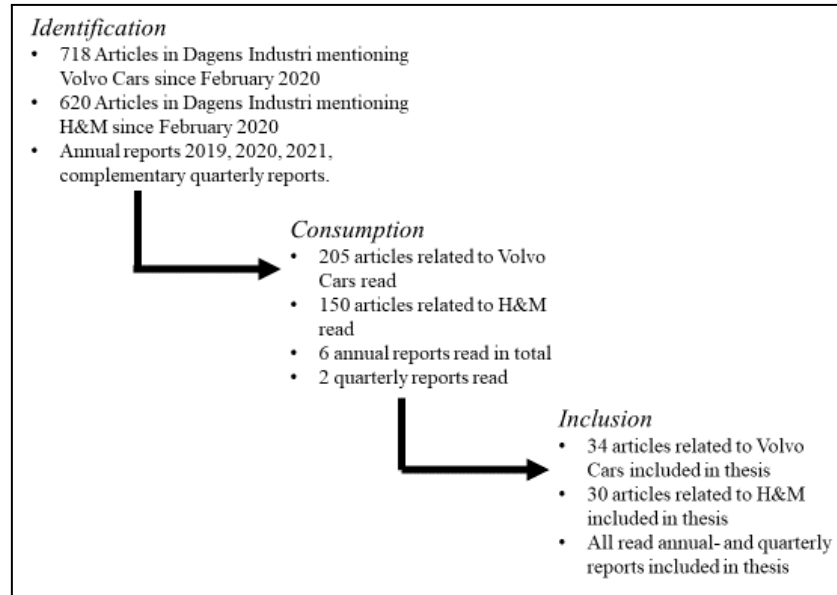 Identification
• 718 Articles in Dagens Industri mentioning
Volvo Cars since February 2020
• 620 Articles in Dagens Industri mentioning
H&M since February 2020
• Annual reports 2019, 2020, 2021,
complementary quarterly reports.
Consumption
• 205 articles related to Volvo
Cars read
• 150 articles related to H&M
read
• 6 annual reports read in total
• 2 quarterly reports read
Inclusion
• 34 articles related to Volvo
Cars included in thesis
• 30 articles related to H&M
included in thesis
• All read annual- and quarterly
reports included in thesis